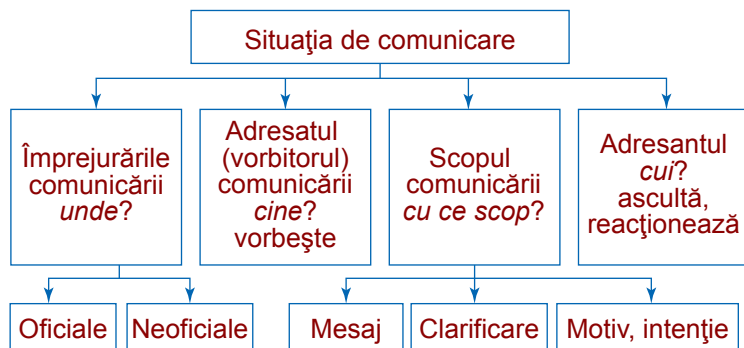 Situaţia de comunicare
Împrejurările
comunicării
unde?
Adresatul
(vorbitorul)
comunicării
cine?
vorbeşte
Scopul
comunicării
cu ce scop?
Adresantul
cui?
ascultă,
reacţionează
Oficiale
Neoficiale
Mesaj
Clarificare
Motiv, intenţie